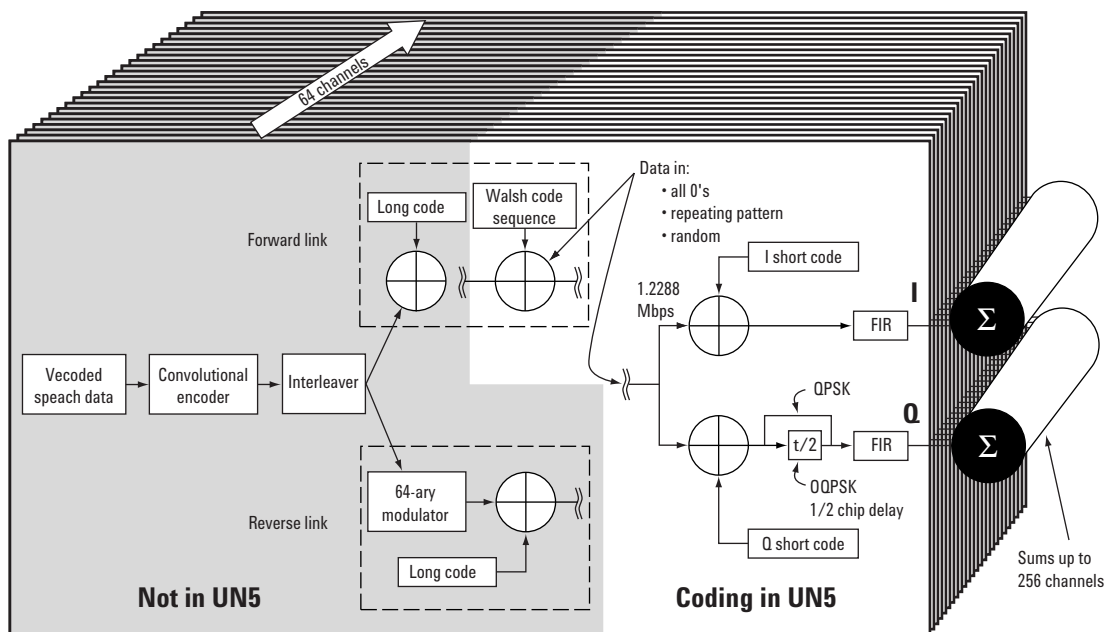 64 channels
Forward link
Long code
Walsh code
sequence
Data in:
• all 0's
• repeating pattern
• random
I short code
1.2288
Mbps
FIR
I
Σ
Vecoded
speach data
Convolutional
encoder
Interleaver
QPSK
t/2
FIR
Q
Σ
OQPSK
1/2 chip delay
Q short code
Reverse link
64-ary
modulator
Long code
Sums up to
256 channels
Not in UN5
Coding in UN5